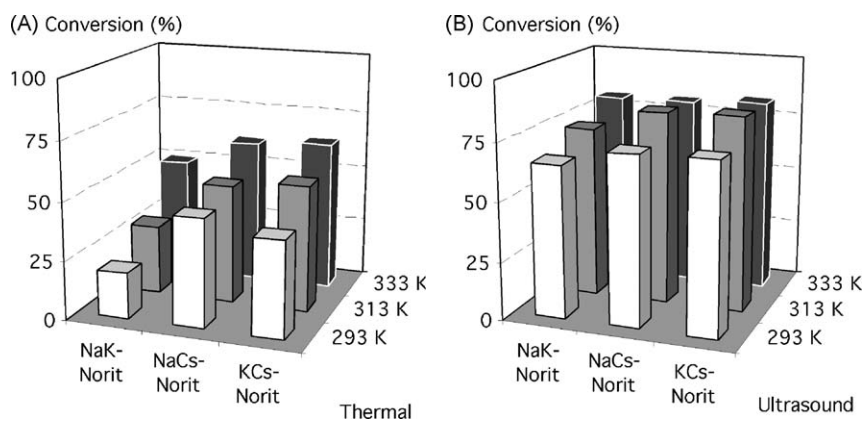 (A) Conversion (%)
100
75
50
25
0
NaK-
Norit
NaCs-
Norit
KCs-
Norit
333 K
313 K
293 K
Thermal
(B) Conversion (%)
100
75
50
25
0
NaK-
Norit
NaCs-
Norit
KCs-
Norit
333 K
313 K
293 K
Ultrasound